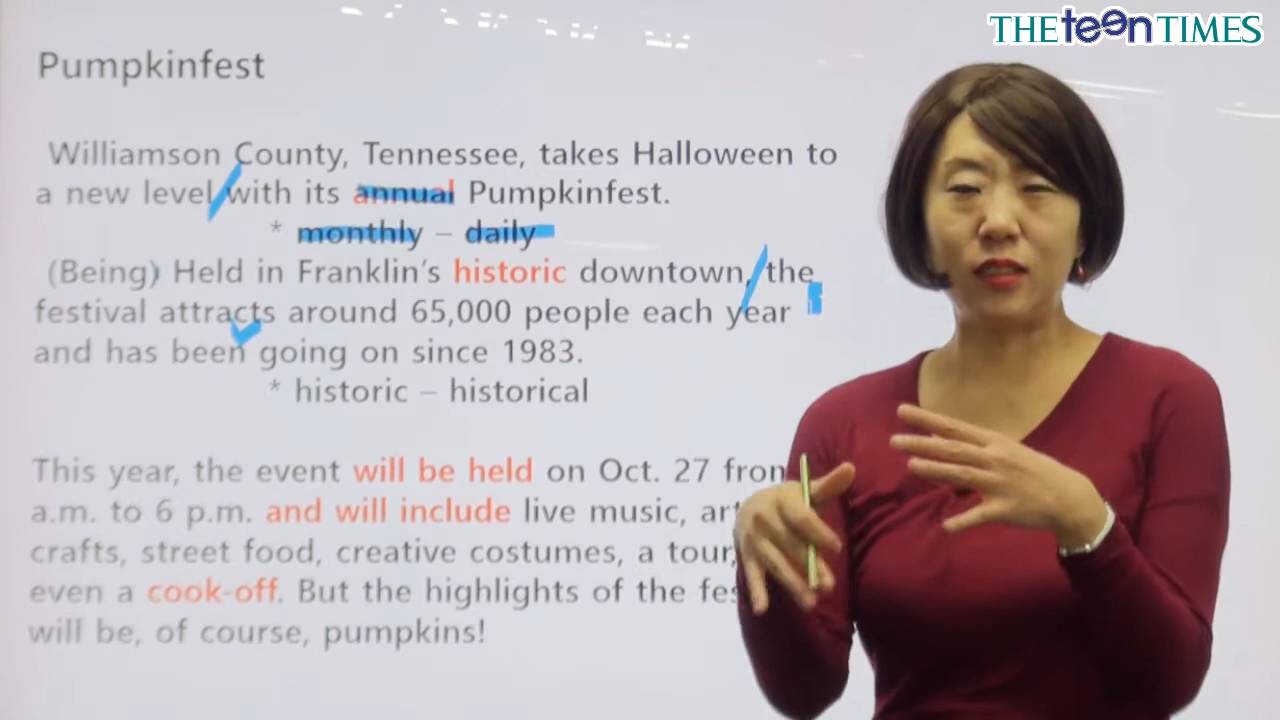 THE teen TIMES
Pumpkinfest
Williamson County, Tennessee, takes Halloween to
a new level with its annual Pumpkinfest.
* monthly – daily
(Being) Held in Franklin's historic downtown, the
festival attracts around 65,000 people each year
and has been going on since 1983.
* historic – historical
This year, the event will be held on Oct. 27 from
a.m. to 6 p.m. and will include live music,
crafts, street food, creative costumes, a tour,
even a cook-off. But the highlights of the
will be, of course, pumpkins!